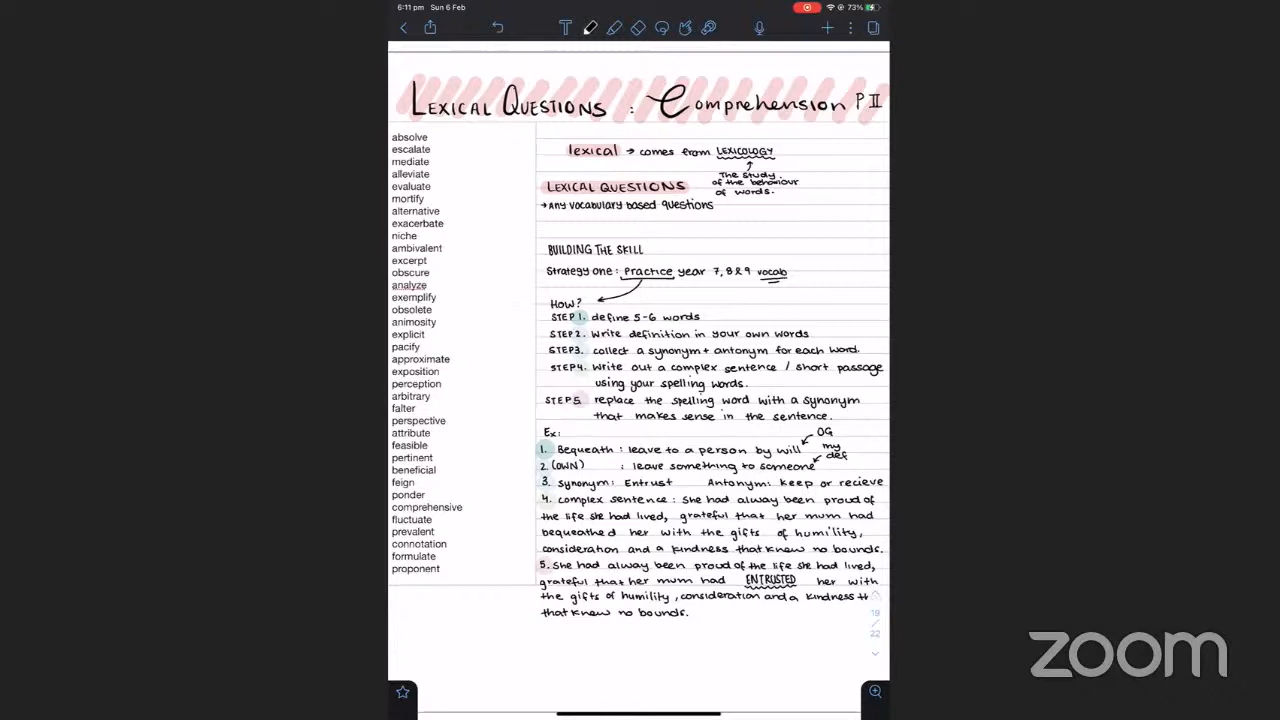 6:11 pm Sun 6 Feb
73%
LEXICAL QUESTIONS : Comprehension P II
absolve
escalate
mediate
alleviate
evaluate
mortify
alternative
exacerbate
niche
ambivalent
excerpt
obscure
analyze
exemplify
obsolete
animosity
explicit
pacify
approximate
exposition
perception
arbitrary
falter
perspective
attribute
feasible
pertinent
beneficial
feign
ponder
comprehensive
fluctuate
prevalent
connotation
formulate
proponent
lexical → comes from LEXICOLOGY
↑
The study
of the behaviour
of words.
LEXICAL QUESTIONS
→ Any vocabulary based questions
BUILDING THE SKILL
Strategy one : Practice year 7, 8 & 9 vocab
How?
STEP 1. define 5-6 words
STEP 2. Write definition in your own words
STEP 3. collect a synonym + antonym for each word.
STEP 4. Write out a complex sentence / short passage
using your spelling words.
STEP 5. replace the spelling word with a synonym
that makes sense in the sentence.
Ex:
1. Bequeath : leave to a person by will
OG
2. (OWN) : leave something to someone
my
def
3. synonym: Entrust Antonym: keep or recieve
4. complex sentence : She had alway been proud of
the life she had lived, grateful that her mum had
bequeathed her with the gifts of humility,
consideration and a kindness that knew no bounds.
5. She had alway been proud of the life she had lived,
grateful that her mum had ENTRUSTED her with
the gifts of humility, consideration and a kindness th
that knew no bounds.
19
/
22
zoom